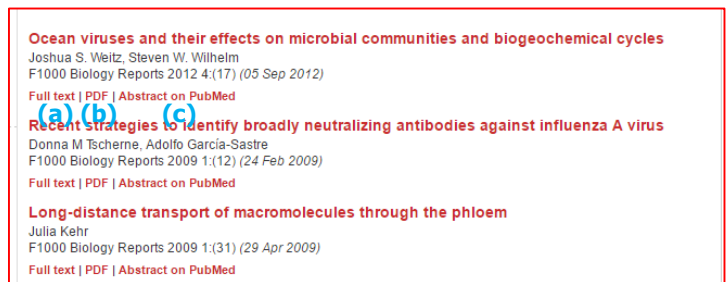 Ocean viruses and their effects on microbial communities and biogeochemical cycles
Joshua S. Weitz, Steven W. Wilhelm
F1000 Biology Reports 2012 4:(17) (05 Sep 2012)
Full text | PDF | Abstract on PubMed
(a) (b) (c)
Recent strategies to identify broadly neutralizing antibodies against influenza A virus
Donna M Tscherne, Adolfo García-Sastre
F1000 Biology Reports 2009 1:(12) (24 Feb 2009)
Full text | PDF | Abstract on PubMed
Long-distance transport of macromolecules through the phloem
Julia Kehr
F1000 Biology Reports 2009 1:(31) (29 Apr 2009)
Full text | PDF | Abstract on PubMed